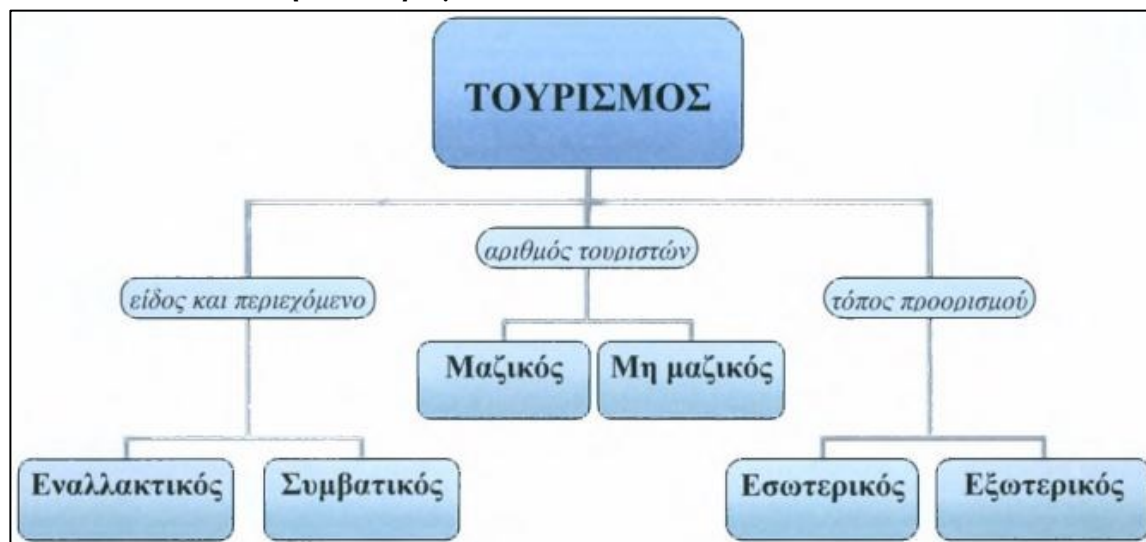 ΤΟΥΡΙΣΜΟΣ
αριθμός τουριστών
είδος και περιεχόμενο
τόπος προορισμού
Μαζικός
Μη μαζικός
Εναλλακτικός
Συμβατικός
Εσωτερικός
Εξωτερικός